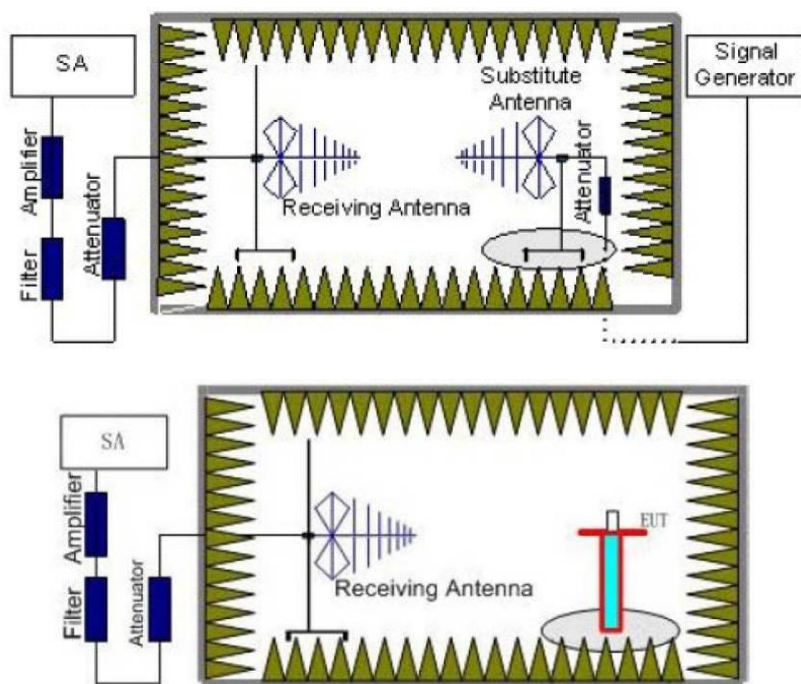 SA
Signal
Generator
Substitute
Antenna
Amplifier
Attenuator
Attenuator
Receiving Antenna
Filter
SA
Amplifier
EUT
Filter
Attenuator
Receiving Antenna